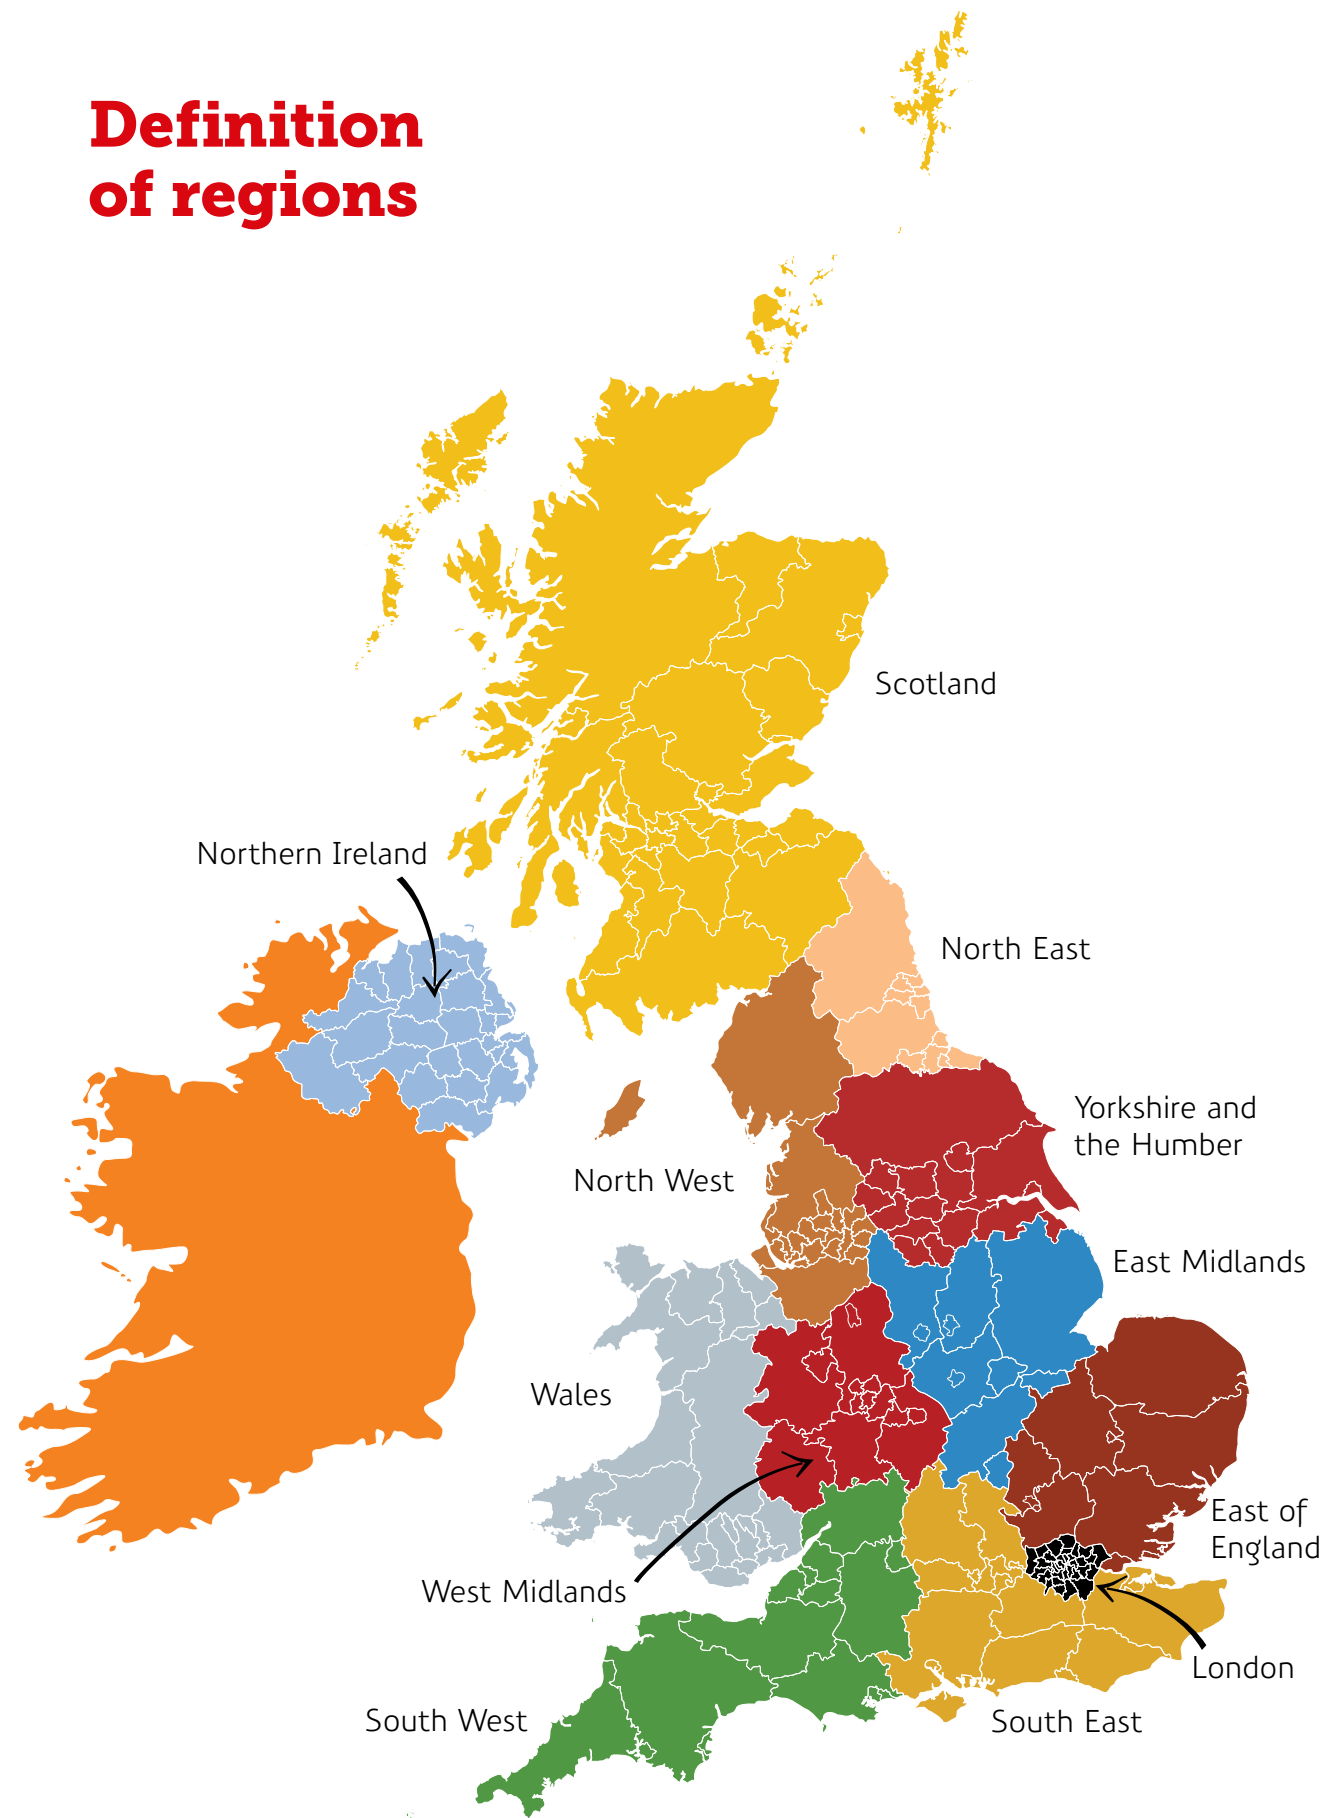 Definition
of regions
Scotland
Northern Ireland
North East
Yorkshire and
the Humber
North West
East Midlands
Wales
East of
England
West Midlands
London
South West
South East